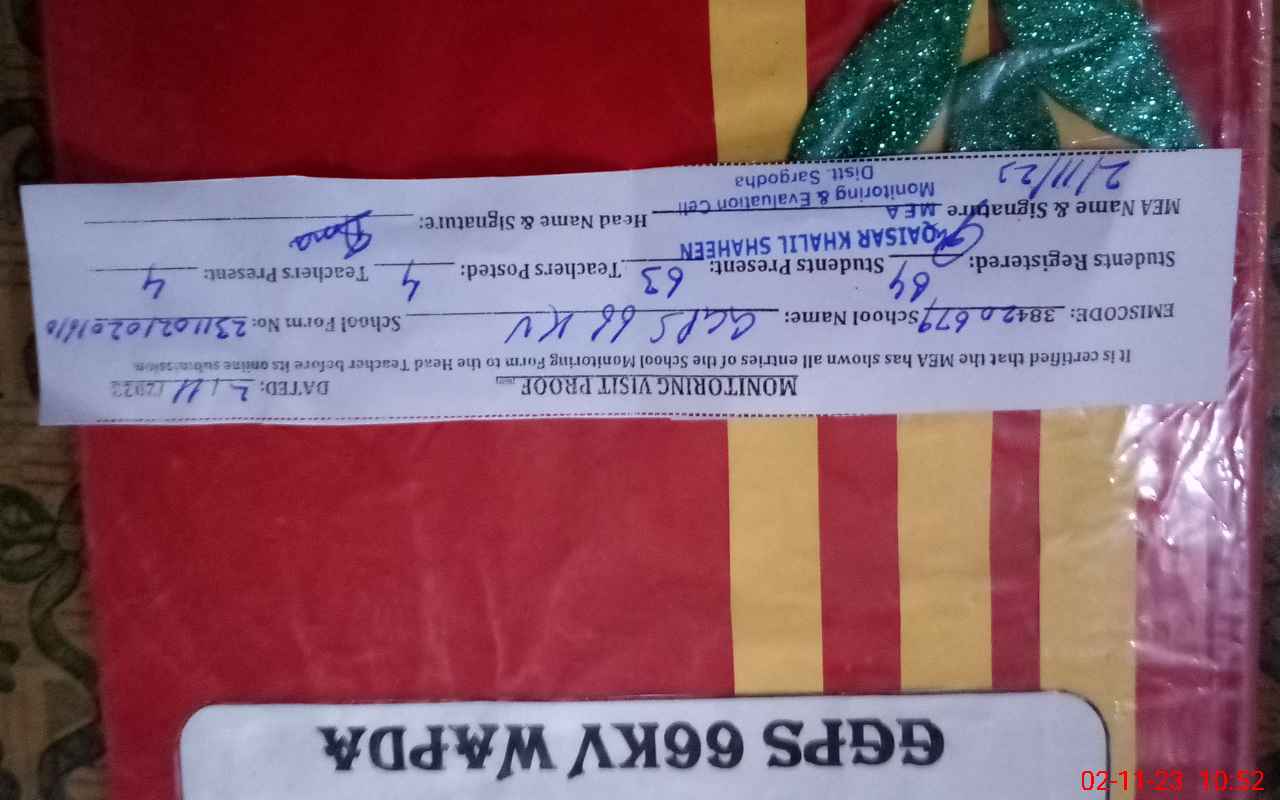 MONITORING VISIT PROOF DATED: 2/11/2023
It is certified that the MEA has shown all entries of the School Monitoring Form to the Head Teacher before its online submission
EMISCODE: 38420679 School Name: GGPS 66 KV School Form No: 23110210201610
Students Registered: 84 Students Present: 63 Teachers Posted: 4 Teachers Present: 4
QAISAR KHALIL SHAHEEN
MEA Name & Signature Head Name & Signature:
MEA
Monitoring & Evaluation Cell
Distt. Sargodha
2/11/23
GGPS 66KV WAPDA
02-11-23 10:52